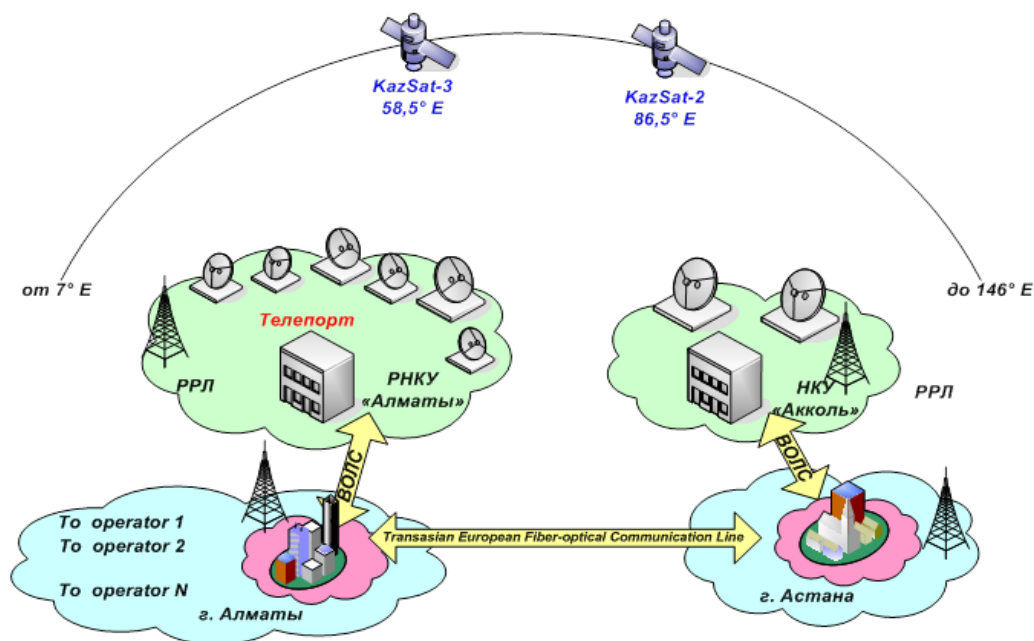 KazSat-3
58,5° E
KazSat-2
86,5° E
от 7° E
до 146° E
Телепорт
РРЛ
РНКУ
«Алматы»
НКУ
«Акколь»
РРЛ
ВОЛС
ВОЛС
To operator 1
To operator 2
To operator N
Transasian European Fiber-optical Communication Line
г. Алматы
г. Астана